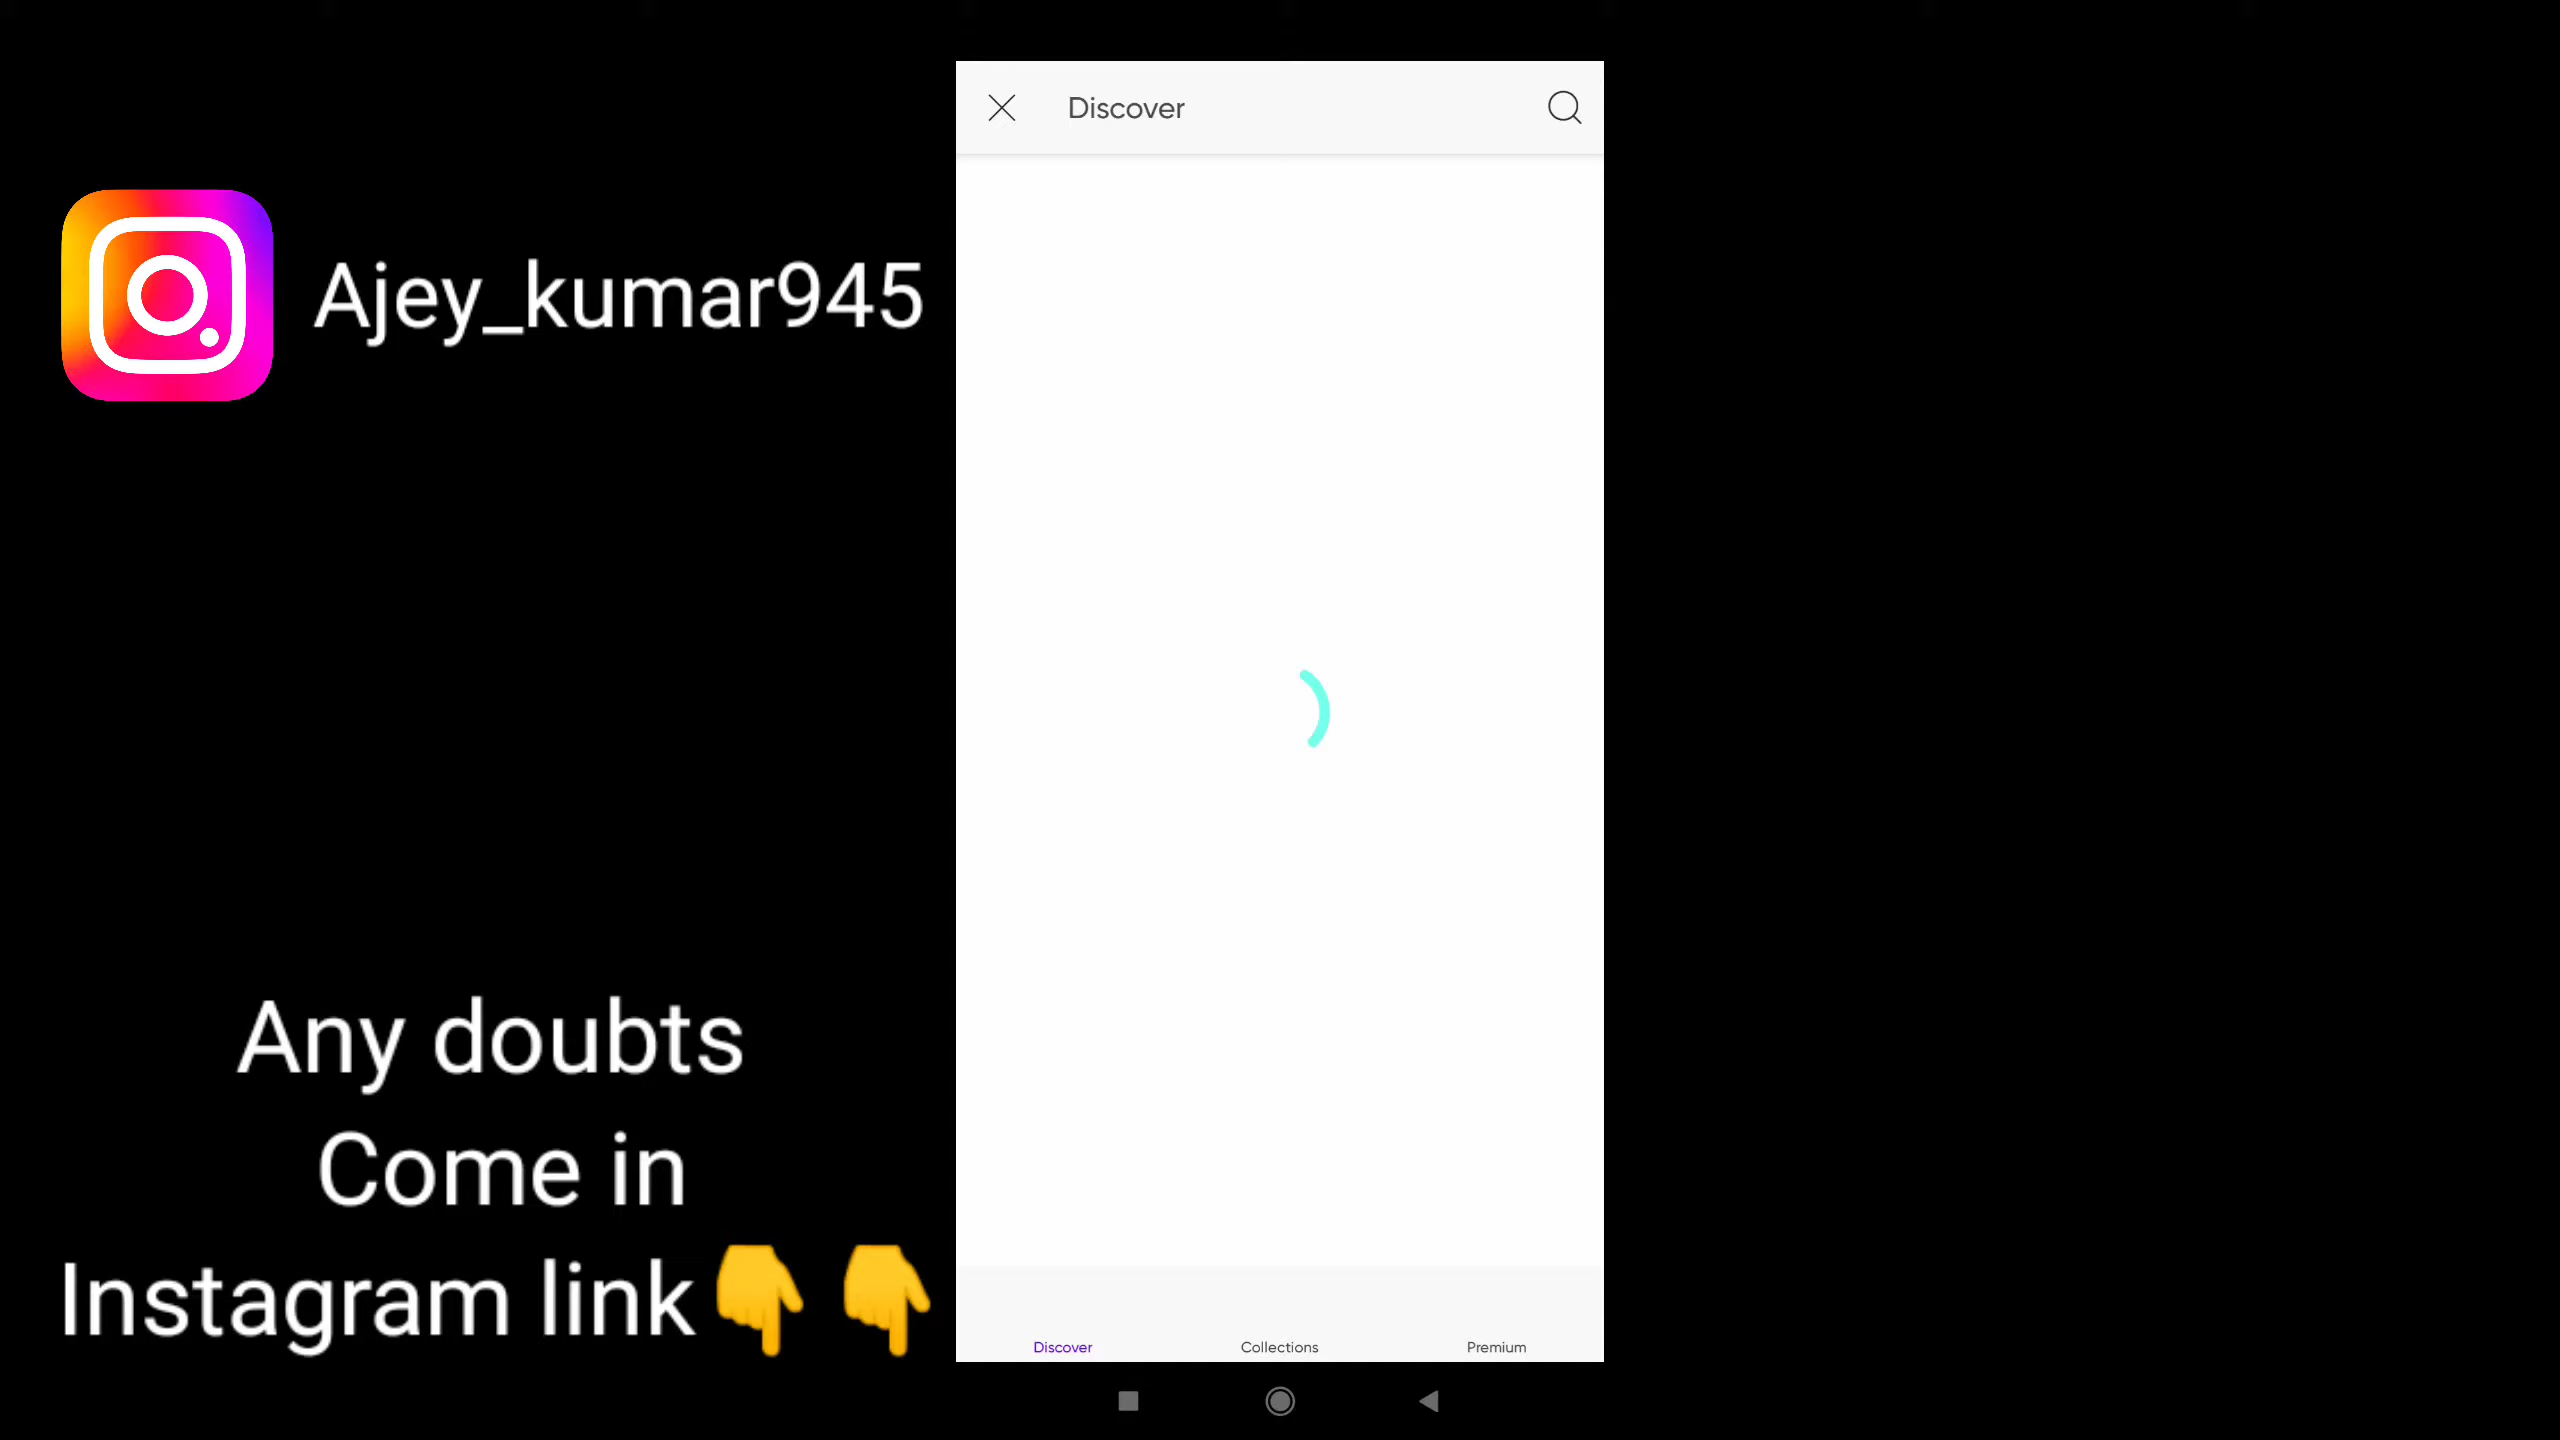 Discover
Ajey_kumar945
Any doubts
Come in
Instagram link👇👇
Discover
Collections
Premium